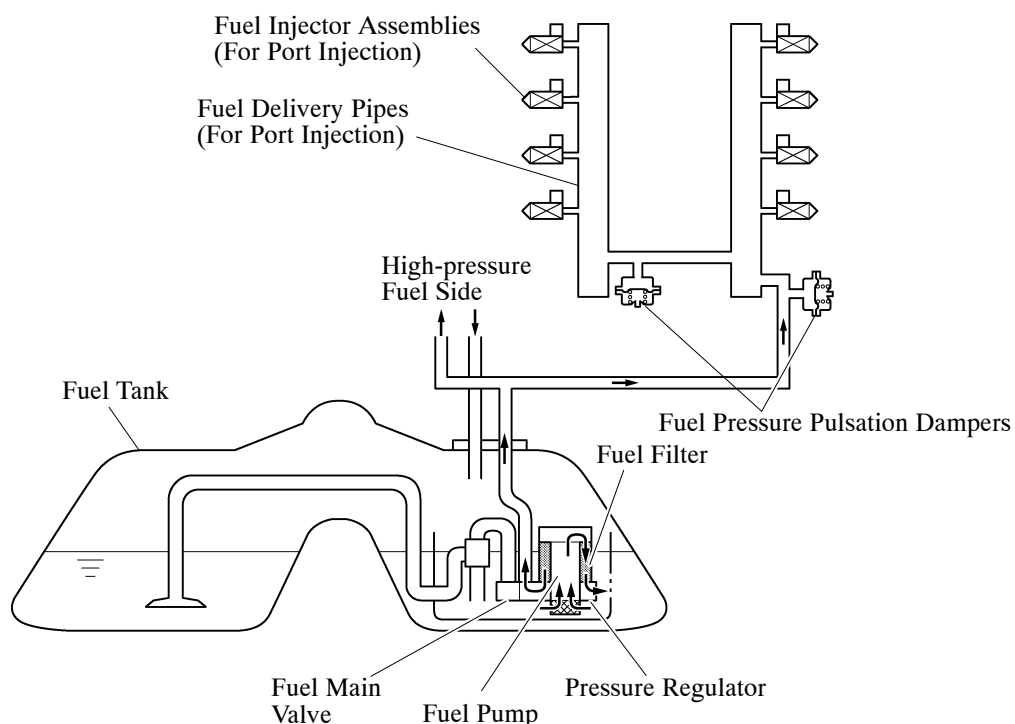 Fuel Injector Assemblies
(For Port Injection)
Fuel Delivery Pipes
(For Port Injection)
High-pressure
Fuel Side
Fuel Tank
Fuel Pressure Pulsation Dampers
Fuel Filter
Fuel Main
Valve
Fuel Pump
Pressure Regulator